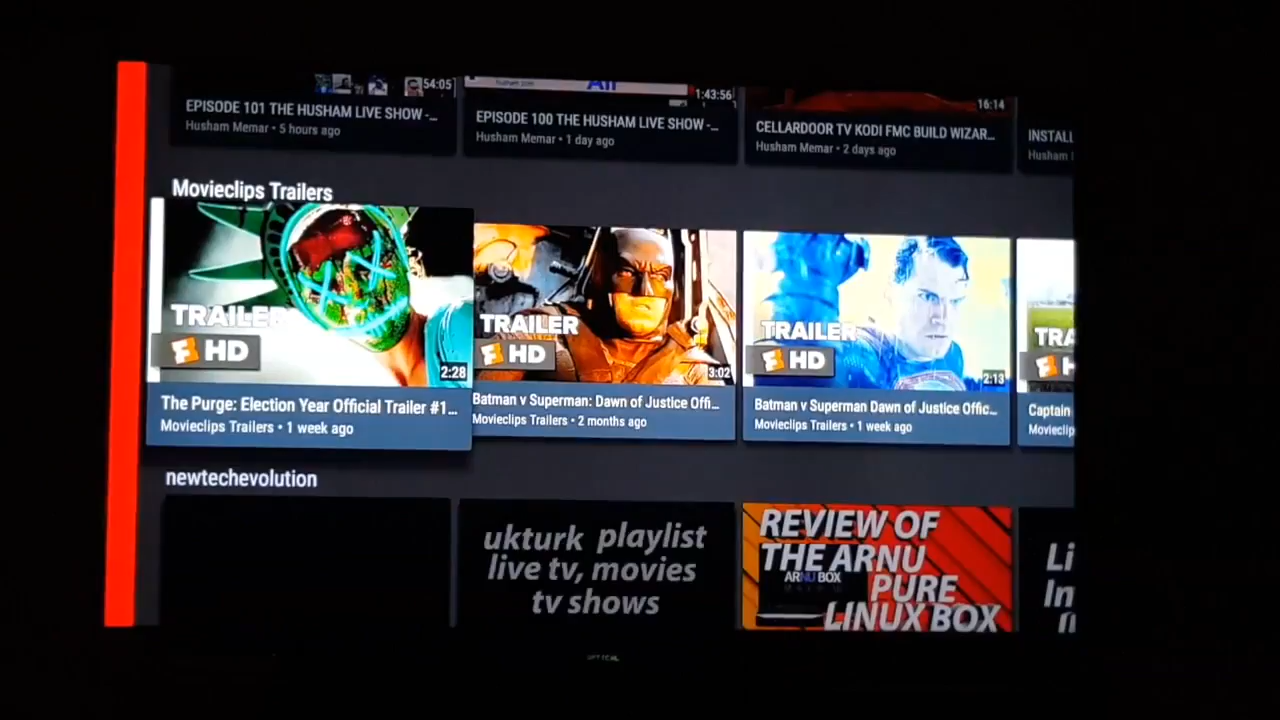 54:05
1:43:56
16:14
EPISODE 101 THE HUSHAM LIVE SHOW -...
Husham Memar • 5 hours ago
EPISODE 100 THE HUSHAM LIVE SHOW -...
Husham Memar • 1 day ago
CELLARDOOR TV KODI FMC BUILD WIZAR...
Husham Memar • 2 days ago
INSTALL
Husham
Movieclips Trailers
TRAILER
HD
2:28
TRAILER
HD
3:02
TRAILER
HD
2:13
TRA
H
The Purge: Election Year Official Trailer #1...
Movieclips Trailers • 1 week ago
Batman v Superman: Dawn of Justice Offi...
Movieclips Trailers • 2 months ago
Batman v Superman Dawn of Justice Offic...
Movieclips Trailers • 1 week ago
Captain
Movieclip
newtechevolution
ukturk playlist
live tv, movies
tv shows
REVIEW OF
THE ARNU
ARNU BOX
PURE
LINUX BOX
Li
In